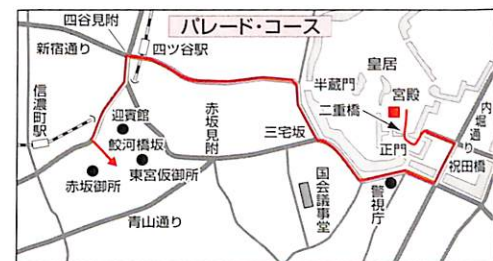 パレード・コース
四谷見附
四ツ谷駅
新宿通り
皇居
半蔵門
宮殿
二重橋
内堀通り
信濃町駅
迎賓館
赤坂見附
三宅坂
正門
祝田橋
鮫河橋坂
東宮仮御所
赤坂御所
国会議事堂
警視庁
青山通り